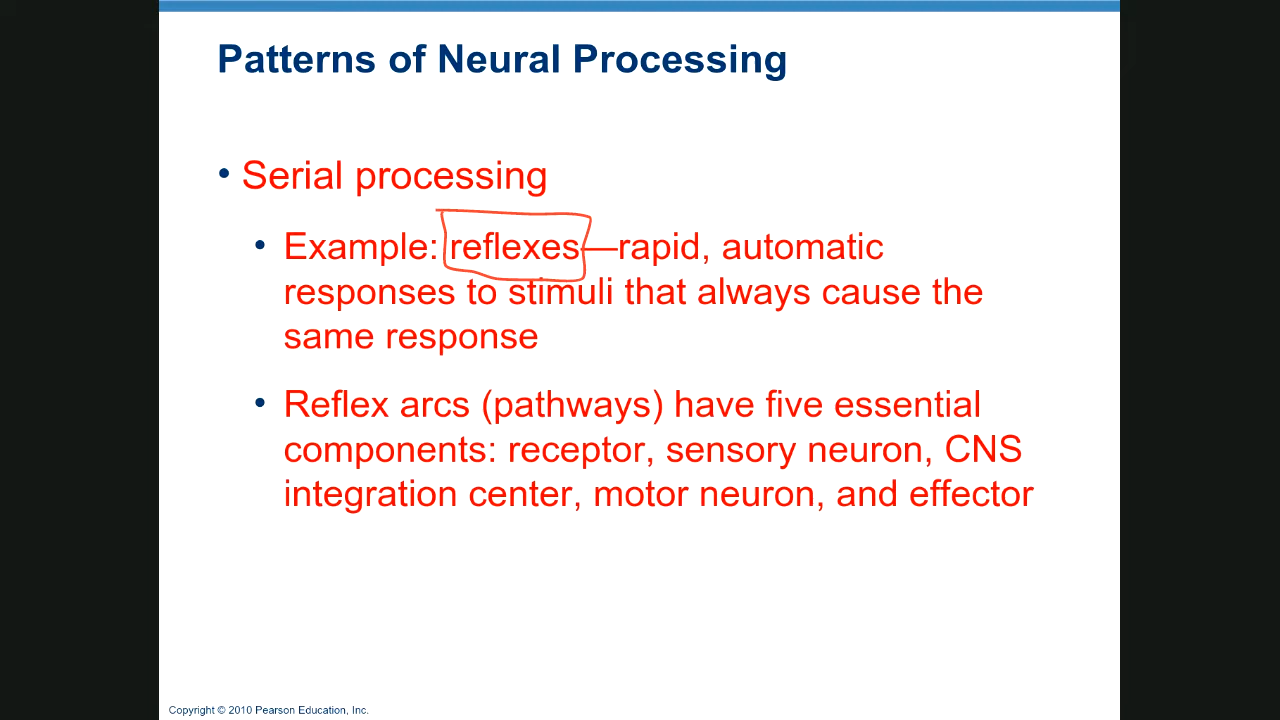 Patterns of Neural Processing
• Serial processing
• Example: reflexes—rapid, automatic
responses to stimuli that always cause the
same response
• Reflex arcs (pathways) have five essential
components: receptor, sensory neuron, CNS
integration center, motor neuron, and effector
Copyright © 2010 Pearson Education, Inc.